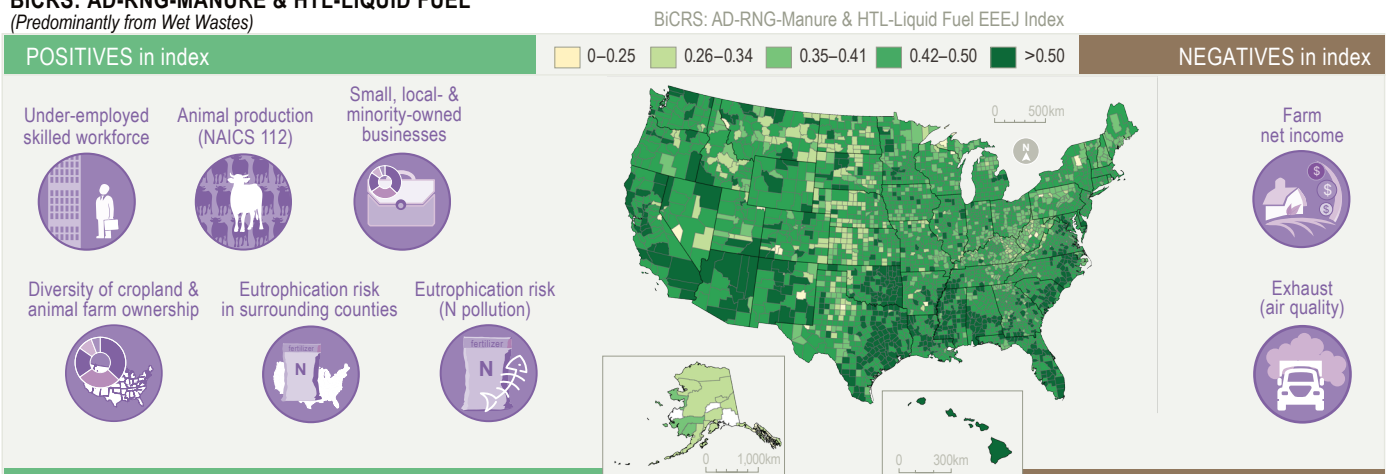 BiCRS: AD-RNG-MANURE & HTL-LIQUID FUEL
(Predominantly from Wet Wastes)
BiCRS: AD-RNG-Manure & HTL-Liquid Fuel EEEJ Index
POSITIVES in index
0–0.25
0.26–0.34
0.35–0.41
0.42–0.50
>0.50
NEGATIVES in index
Under-employed
skilled workforce
Animal production
(NAICS 112)
Small, local- &
minority-owned
businesses
0 500km
N
Farm
net income
$
$
$
Diversity of cropland &
animal farm ownership
Eutrophication risk
in surrounding counties
Eutrophication risk
(N pollution)
fertilizer
N
fertilizer
N
Exhaust
(air quality)
0 1,000km
0 300km